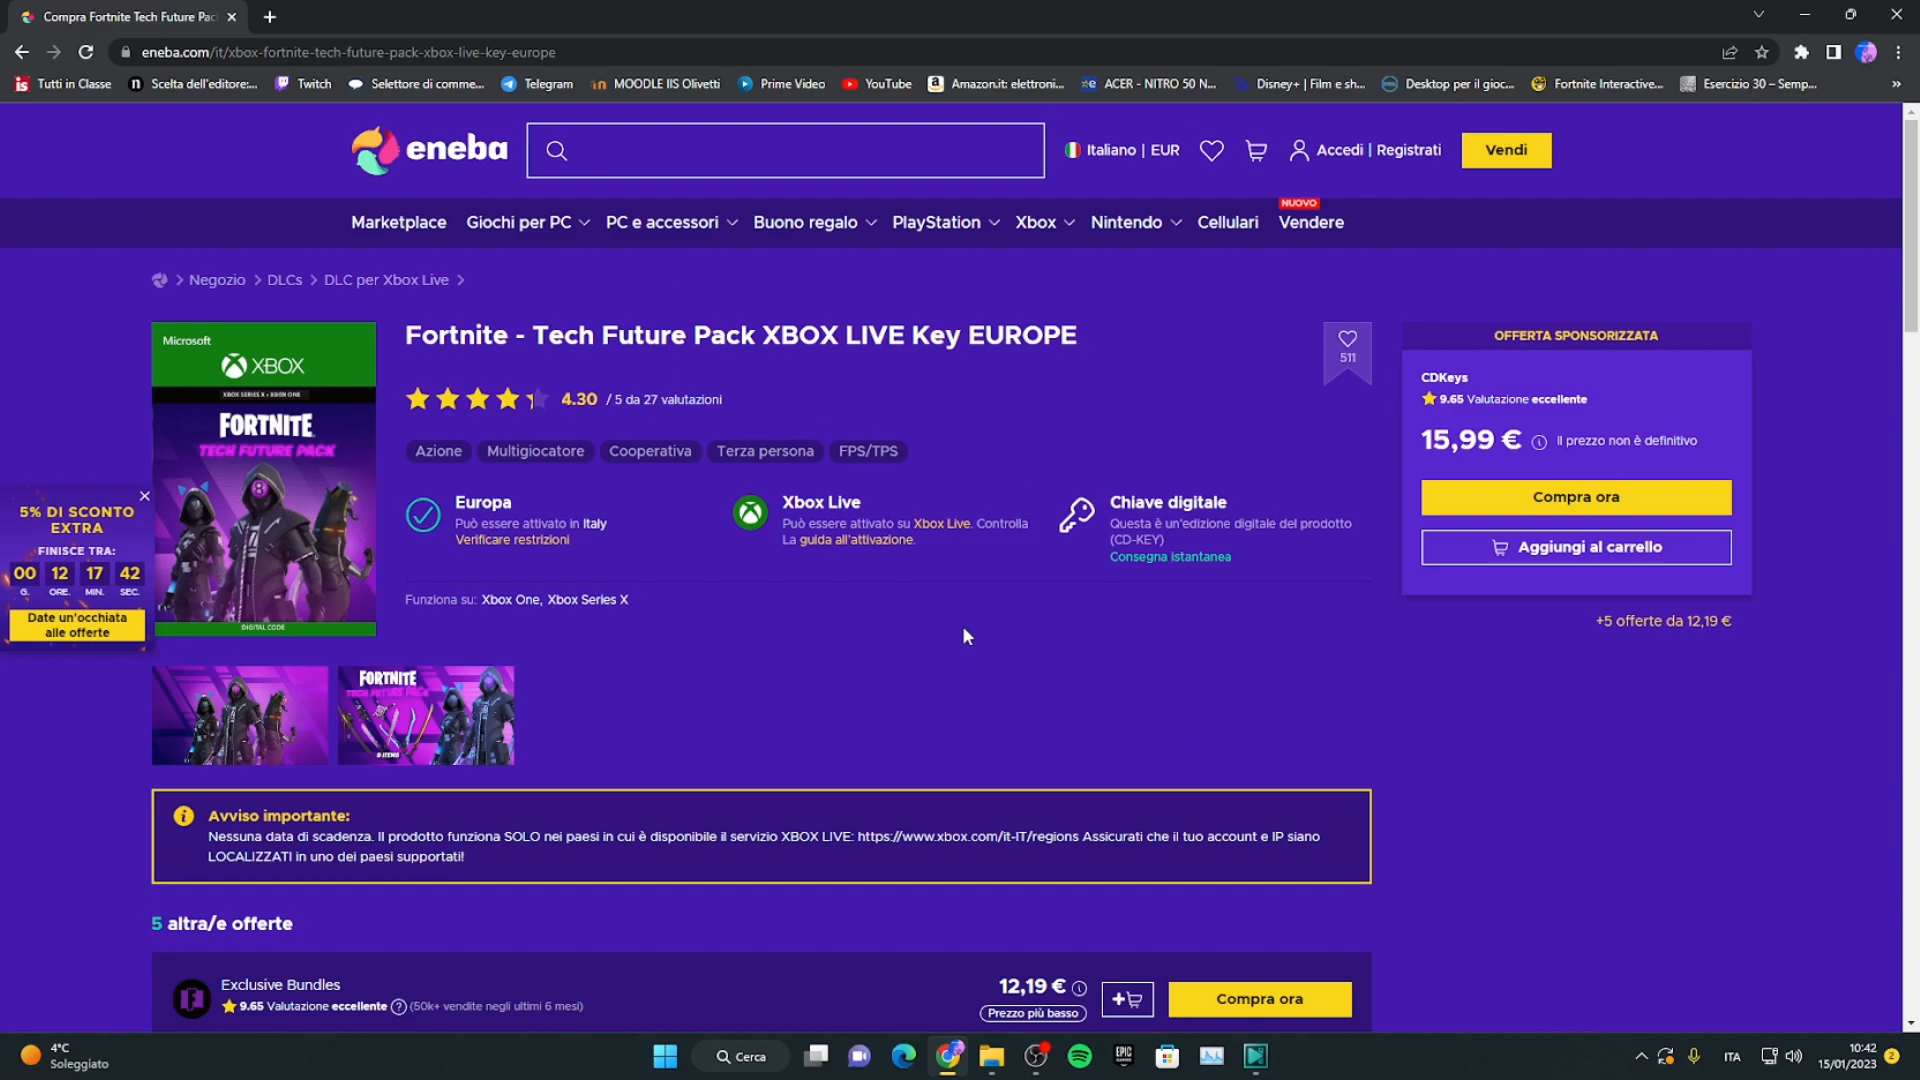 Compra Fortnite Tech Future Pac
eneba.com/it/xbox-fortnite-tech-future-pack-xbox-live-key-europe
Tutti in Classe
Scelta dell'editore:...
Twitch
Selettore di comme...
Telegram
MOODLE IIS Olivetti
Prime Video
YouTube
Amazon.it: elettroni...
ACER - NITRO 50 N...
Disney+ | Film e sh...
Desktop per il gioc...
Fortnite Interactive...
Esercizio 30 – Semp...
eneba
Italiano | EUR
Accedi | Registrati
Vendi
NUOVO
Marketplace
Giochi per PC
PC e accessori
Buono regalo
PlayStation
Xbox
Nintendo
Cellulari
Vendere
Negozio
DLCs
DLC per Xbox Live
Microsoft
XBOX
XBOX SERIES X + XBOX ONE
FORTNITE
TECH FUTURE PACK
DIGITAL CODE
Fortnite - Tech Future Pack XBOX LIVE Key EUROPE
4.30 / 5 da 27 valutazioni
511
Azione
Multigiocatore
Cooperativa
Terza persona
FPS/TPS
Europa
Può essere attivato in Italy
Verificare restrizioni
Xbox Live
Può essere attivato su Xbox Live. Controlla
La guida all'attivazione.
Chiave digitale
Questa è un'edizione digitale del prodotto
(CD-KEY)
Consegna istantanea
Funziona su: Xbox One, Xbox Series X
OFFERTA SPONSORIZZATA
CDKeys
9.65 Valutazione eccellente
15,99 €
Il prezzo non è definitivo
Compra ora
Aggiungi al carrello
+5 offerte da 12,19 €
5% DI SCONTO
EXTRA
FINISCE TRA:
00 12 17 42
G. ORE. MIN. SEC.
Date un'occhiata
alle offerte
FORTNITE
TECH FUTURE PACK
8 ITEMS
Avviso importante:
Nessuna data di scadenza. Il prodotto funziona SOLO nei paesi in cui è disponibile il servizio XBOX LIVE: https://www.xbox.com/it-IT/regions Assicurati che il tuo account e IP siano
LOCALIZZATI in uno dei paesi supportati!
5 altra/e offerte
Exclusive Bundles
9.65 Valutazione eccellente (50k+ vendite negli ultimi 6 mesi)
12,19 €
Prezzo più basso
Compra ora
4°C
Soleggiato
Cerca
EPIC
ITA
10:42
15/01/2023
2